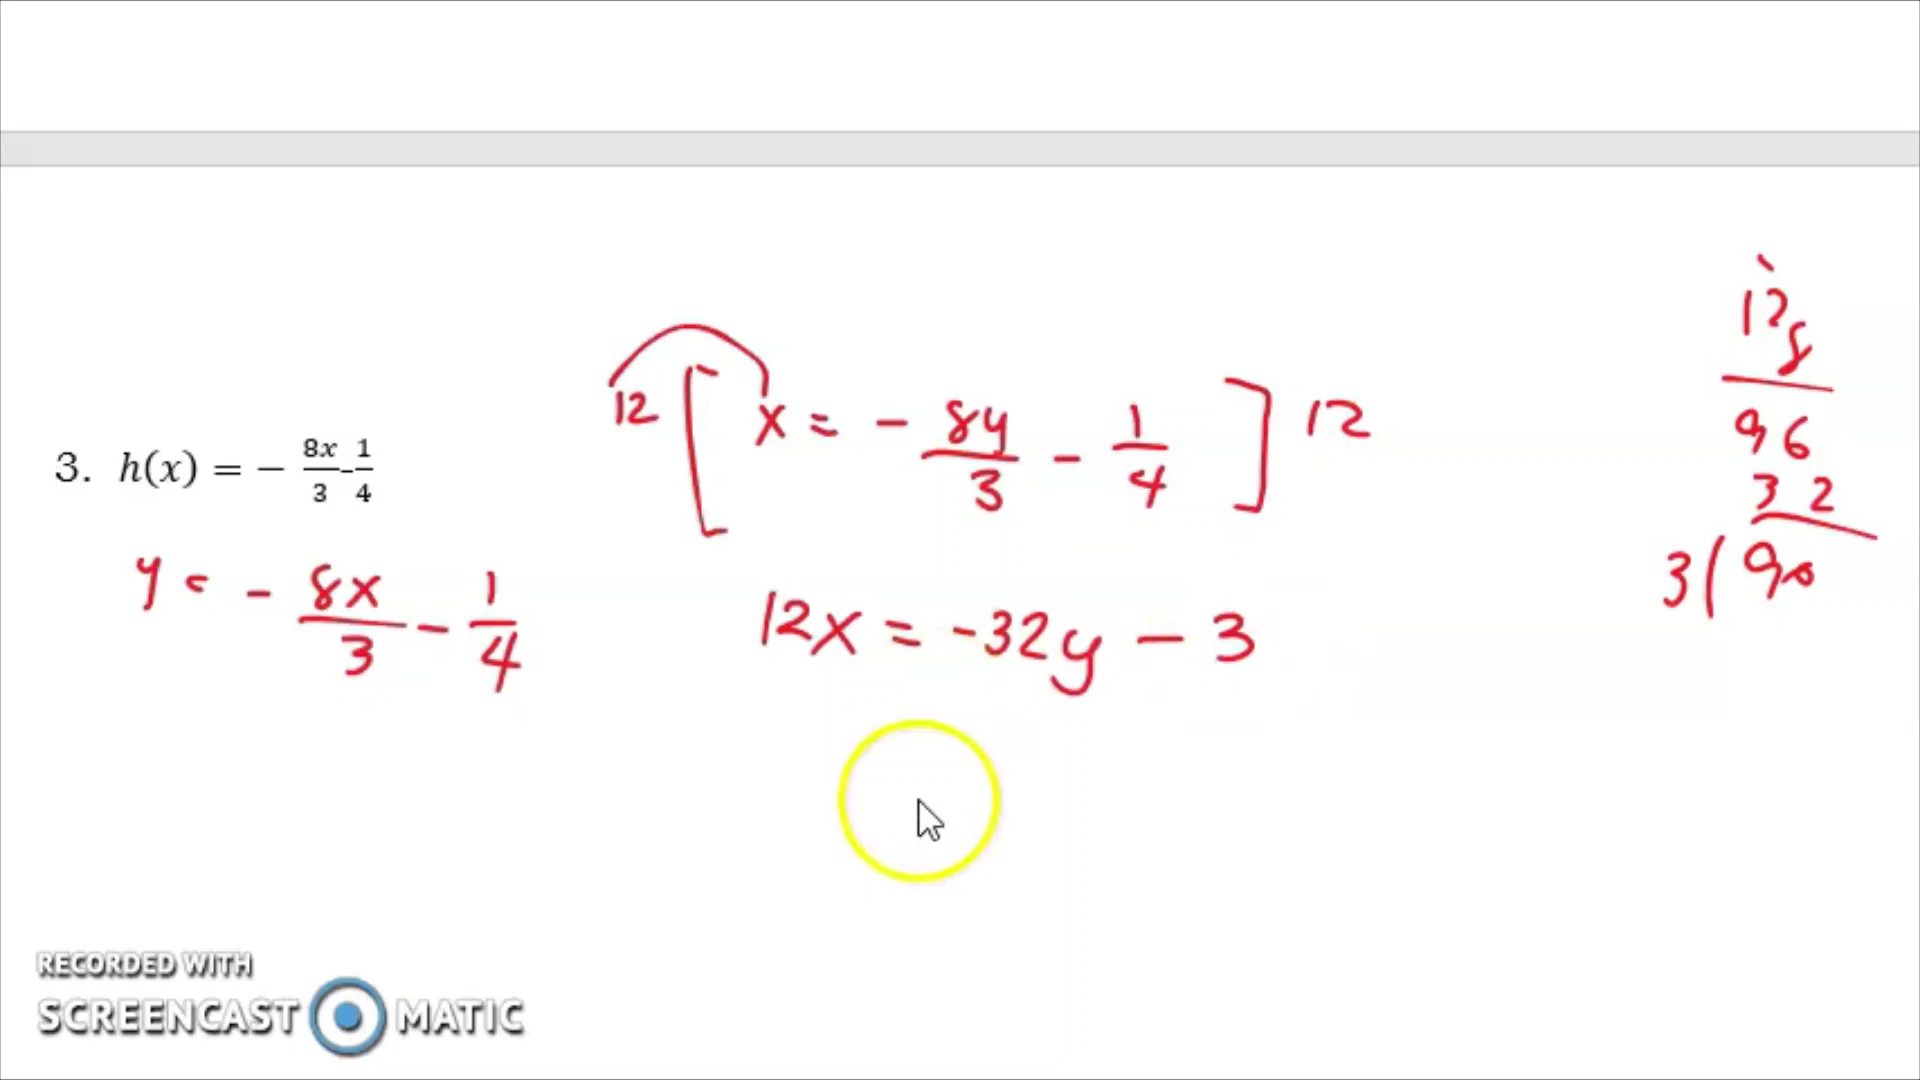 3. h(x) = − 8x/3 - 1/4
y = - 8x/3 - 1/4
12 [ x = - 8y/3 - 1/4 ] 12
12x = -32y - 3
12
8
96
32
3
RECORDED WITH
SCREENCAST MATIC